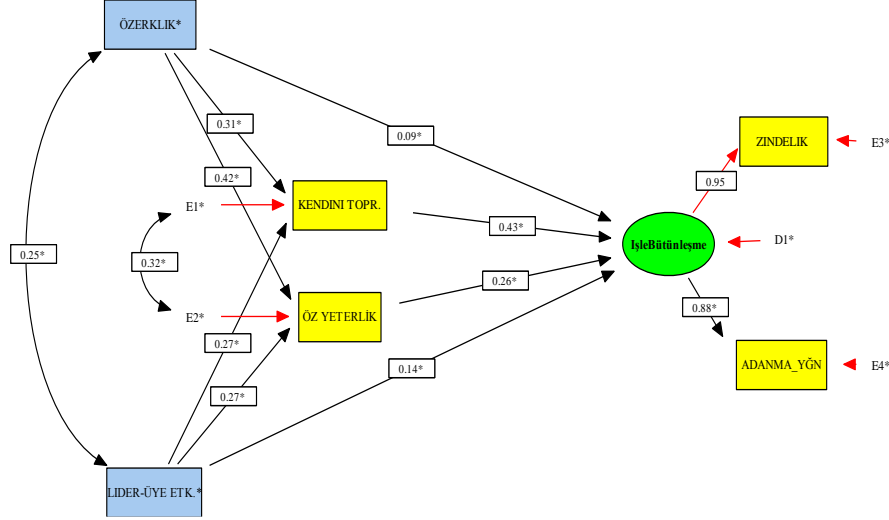 ÖZERKLIK*
0.31*
0.09*
ZINDELIK
E3*
0.42*
0.95
E1*
KENDINI TOPR.
0.43*
IşleBütünleşme
D1*
0.25*
0.32*
0.26*
0.88*
E2*
ÖZ YETERLİK
0.27*
0.14*
ADANMA_YĞN
E4*
0.27*
LIDER-ÜYE ETK.*